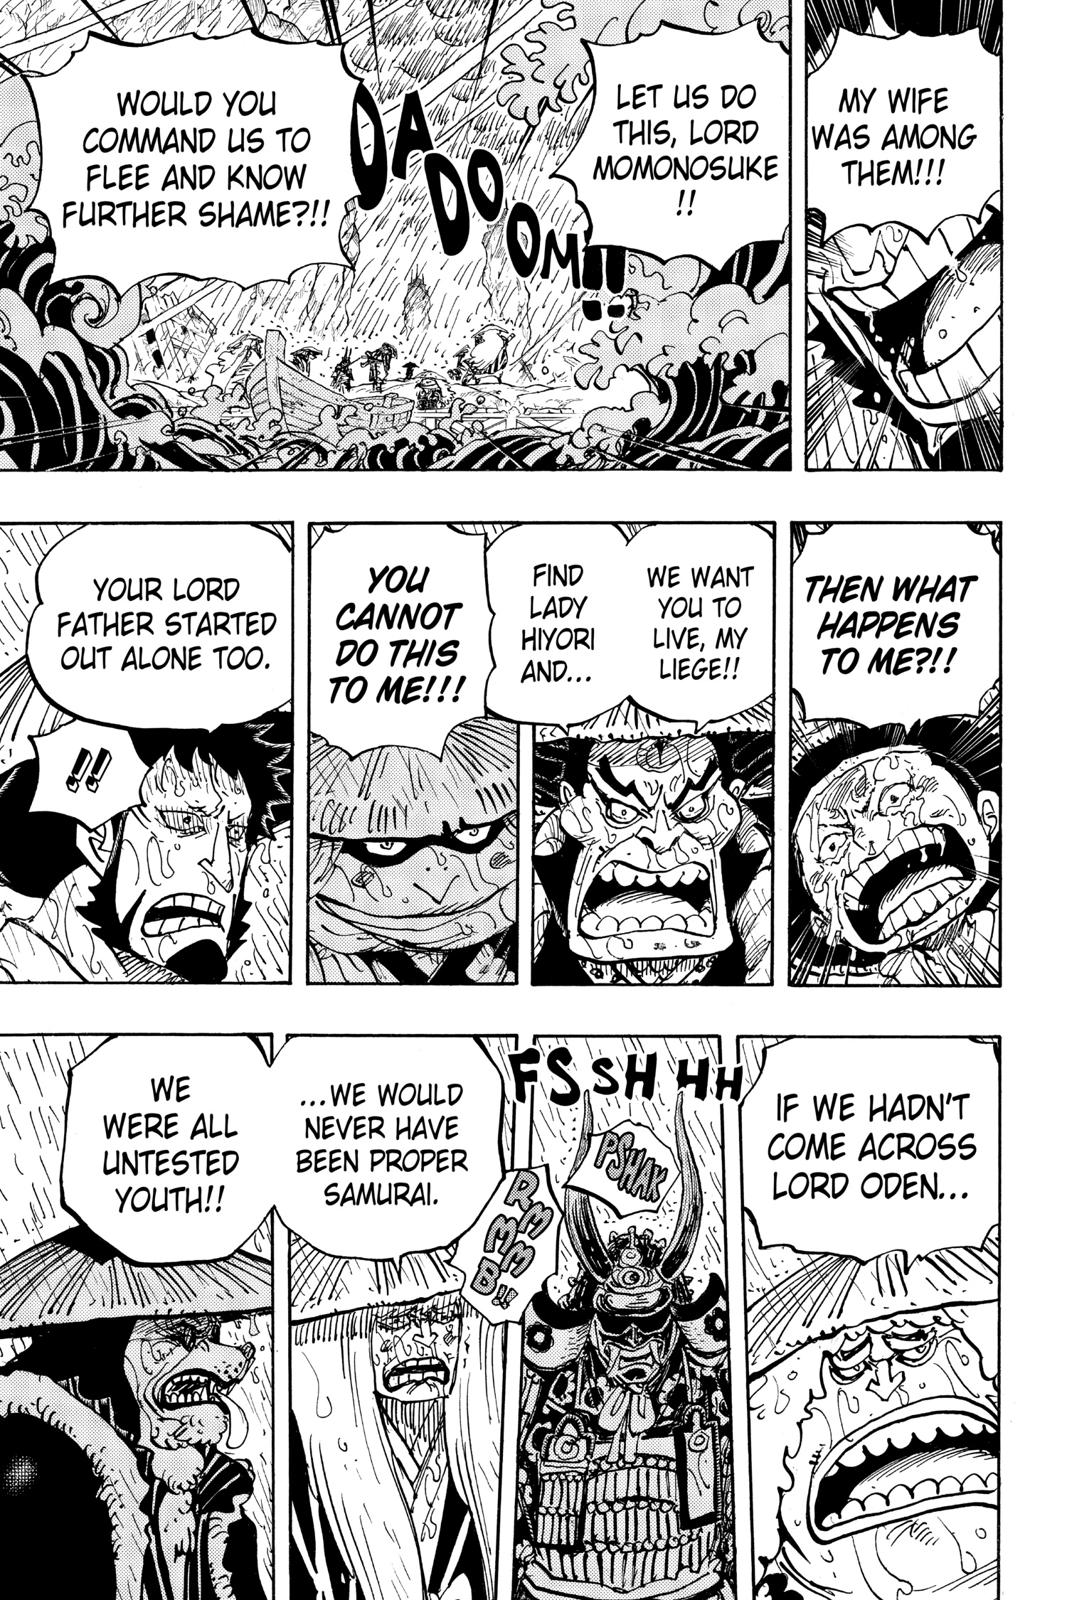 MY WIFE
WAS AMONG
THEM!!!
LET US DO
THIS, LORD
MOMONOSUKE
!!
DADOOM!!
WOULD YOU
COMMAND US TO
FLEE AND KNOW
FURTHER SHAME?!!
THEN WHAT
HAPPENS
TO ME?!!
WE WANT
YOU TO
LIVE, MY
LIEGE!!
FIND
LADY
HIYORI
AND...
YOU
CANNOT
DO THIS
TO ME!!!
YOUR LORD
FATHER STARTED
OUT ALONE TOO.
!!
IF WE HADN'T
COME ACROSS
LORD ODEN...
FSSHHH
PSHAK
RMMMB!!
...WE WOULD
NEVER HAVE
BEEN PROPER
SAMURAI.
WE
WERE ALL
UNTESTED
YOUTH!!